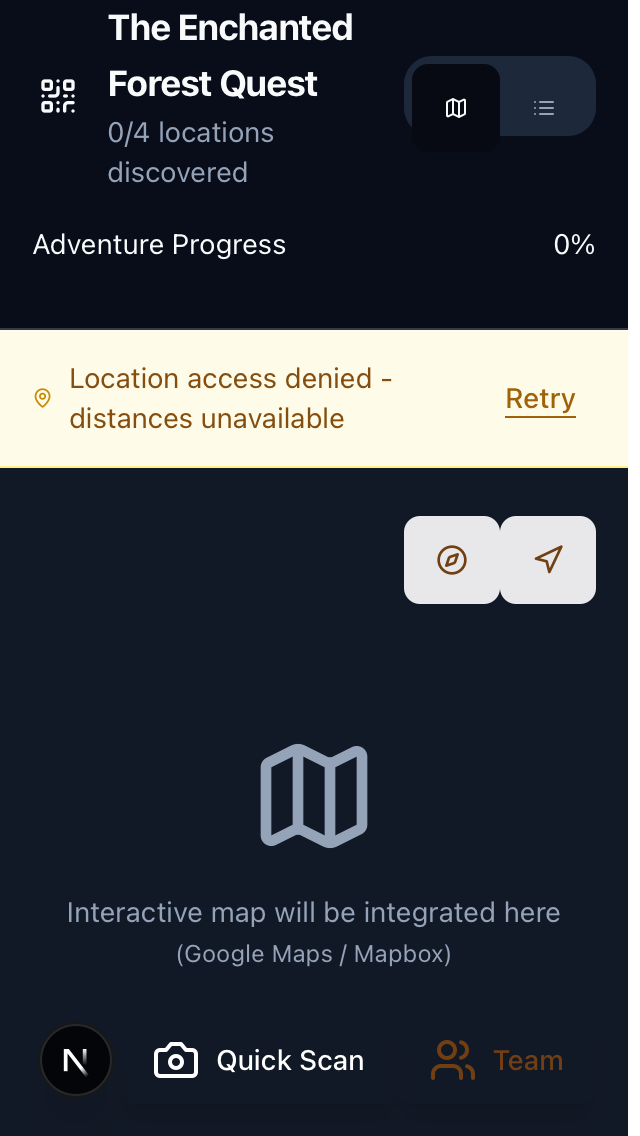 The Enchanted
Forest Quest
0/4 locations
discovered
Adventure Progress
0%
Location access denied -
distances unavailable
Retry
Interactive map will be integrated here
(Google Maps / Mapbox)
N
Quick Scan
Team